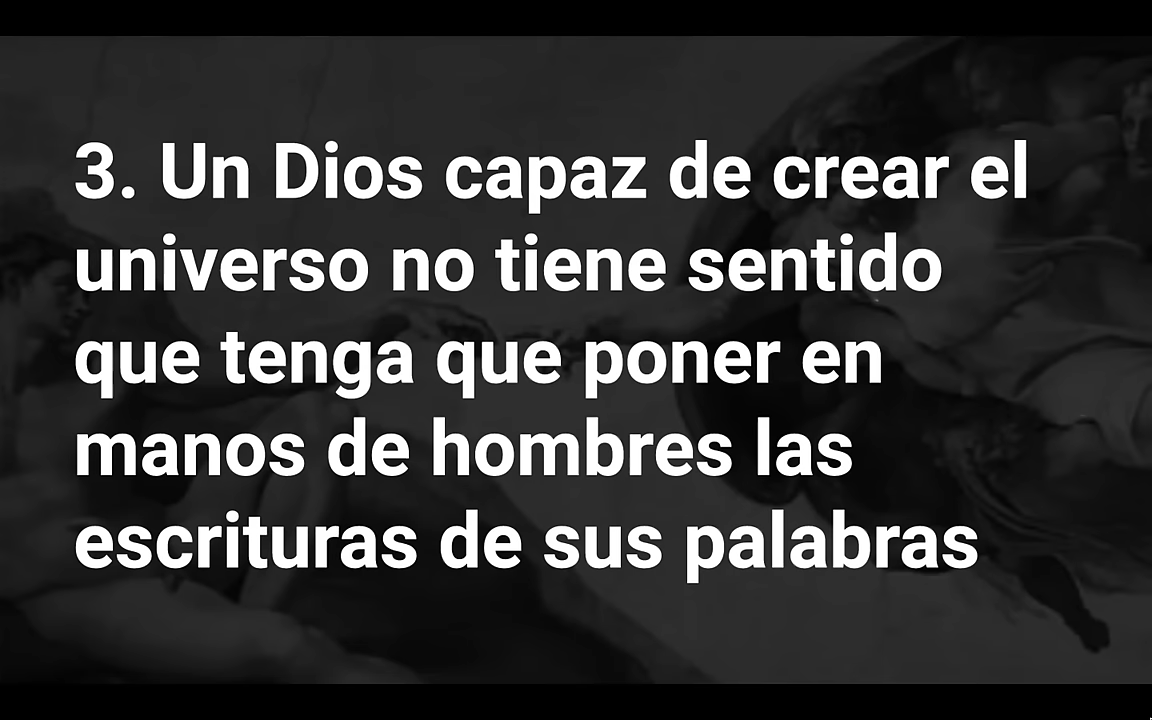 3. Un Dios capaz de crear el
universo no tiene sentido
que tenga que poner en
manos de hombres las
escrituras de sus palabras